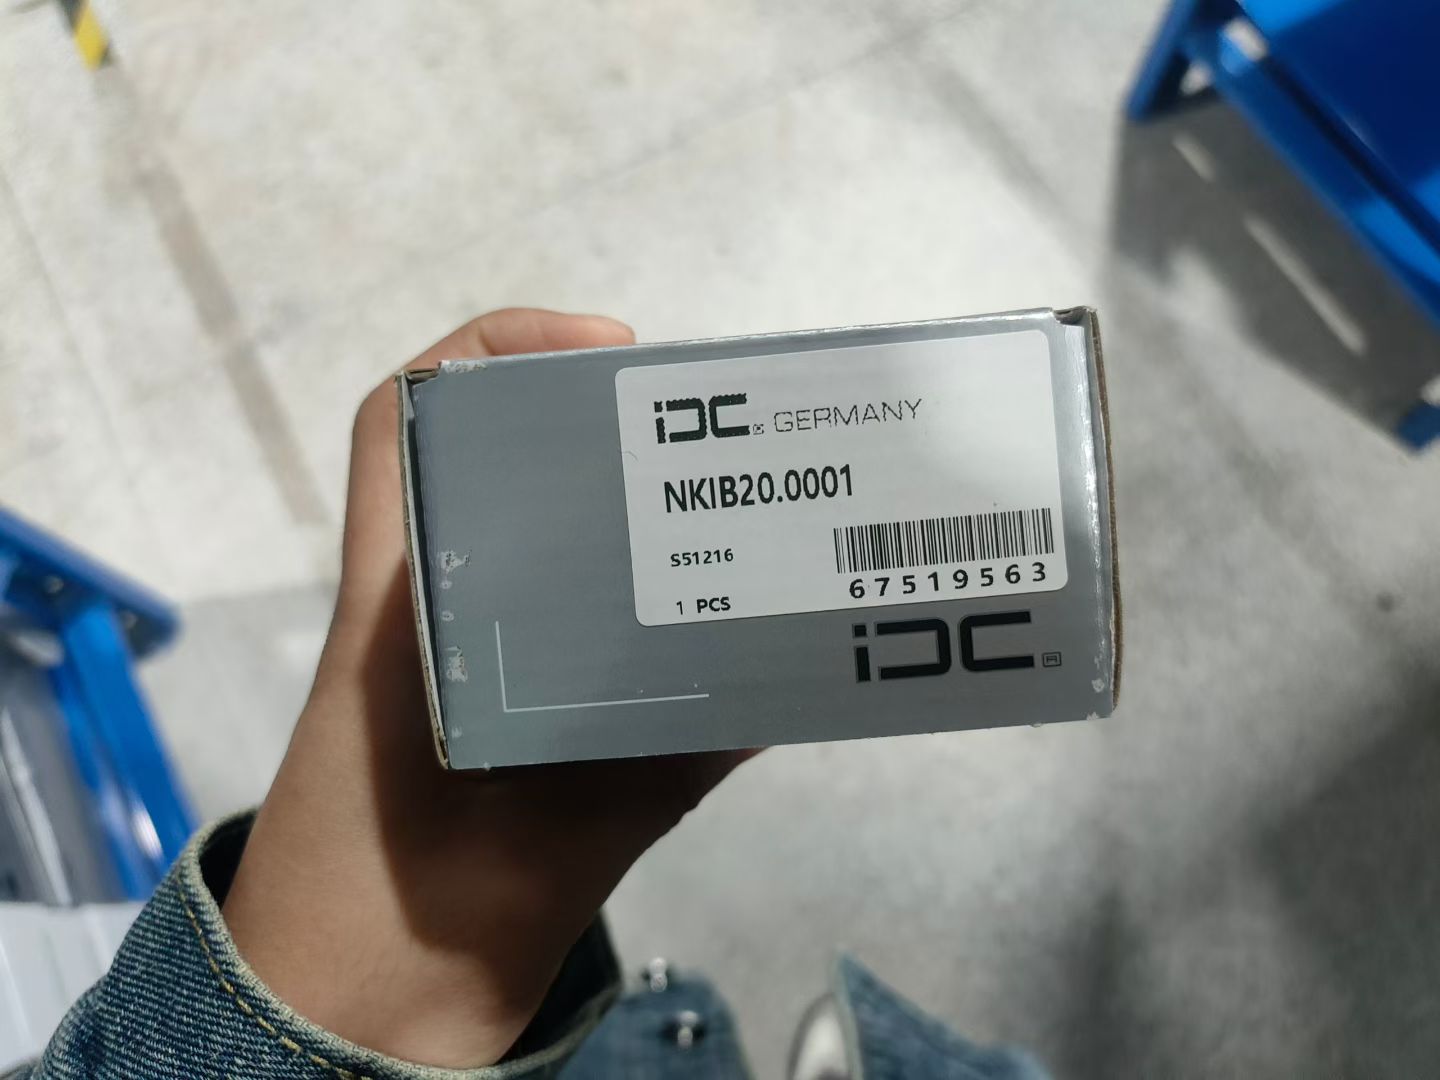 iDC® GERMANY
NKIB20.0001
S51216
1 PCS
67519563
iDC®